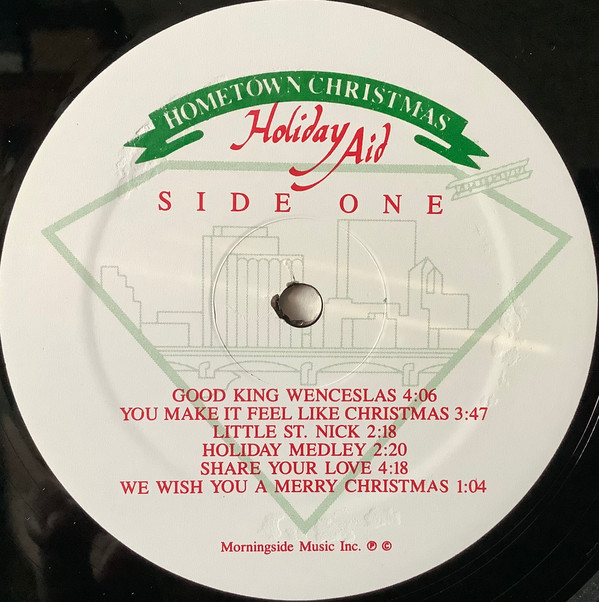 HOMETOWN CHRISTMAS
Holiday Aid
SIDE ONE
GOOD KING WENCESLAS 4:06
YOU MAKE IT FEEL LIKE CHRISTMAS 3:47
LITTLE ST. NICK 2:18
HOLIDAY MEDLEY 2:20
SHARE YOUR LOVE 4:18
WE WISH YOU A MERRY CHRISTMAS 1:04
Morningside Music Inc. ℗ ©